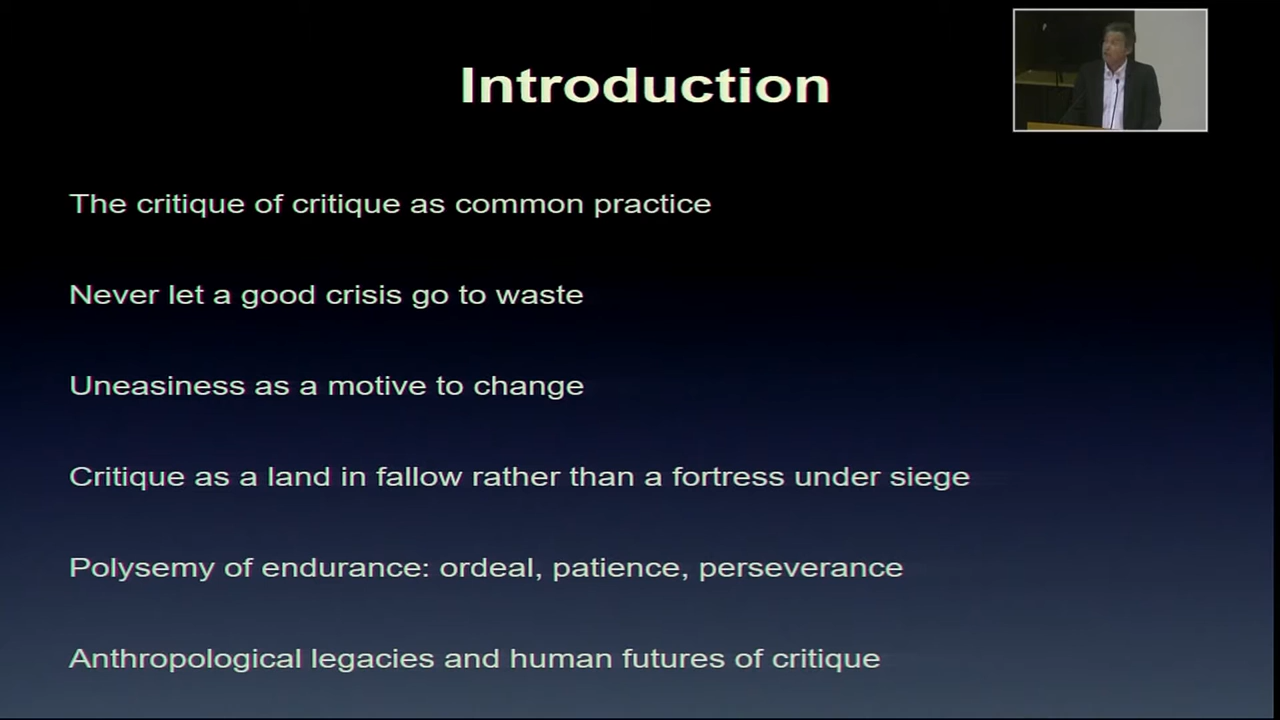 Introduction
The critique of critique as common practice
Never let a good crisis go to waste
Uneasiness as a motive to change
Critique as a land in fallow rather than a fortress under siege
Polysemy of endurance: ordeal, patience, perseverance
Anthropological legacies and human futures of critique